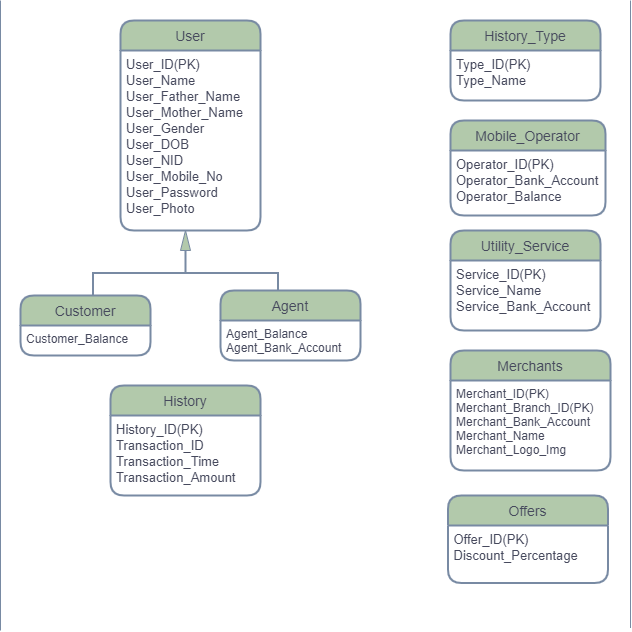 User
User_ID(PK)
User_Name
User_Father_Name
User_Mother_Name
User_Gender
User_DOB
User_NID
User_Mobile_No
User_Password
User_Photo
Customer
Customer_Balance
Agent
Agent_Balance
Agent_Bank_Account
History
History_ID(PK)
Transaction_ID
Transaction_Time
Transaction_Amount
History_Type
Type_ID(PK)
Type_Name
Mobile_Operator
Operator_ID(PK)
Operator_Bank_Account
Operator_Balance
Utility_Service
Service_ID(PK)
Service_Name
Service_Bank_Account
Merchants
Merchant_ID(PK)
Merchant_Branch_ID(PK)
Merchant_Bank_Account
Merchant_Name
Merchant_Logo_Img
Offers
Offer_ID(PK)
Discount_Percentage